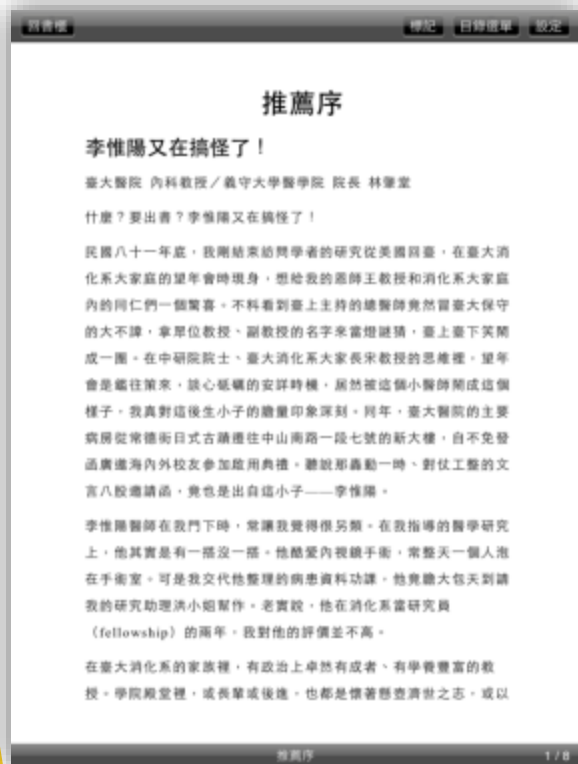 回書櫃 標記 目錄選單 設定
推薦序
李惟陽又在搞怪了！
臺大醫院 內科教授／義守大學醫學院 院長 林肇堂
什麼？要出書？李惟陽又在搞怪了！
民國八十一年底，我剛結束訪問學者的研究從美國回臺，在臺大消
化系大家庭的望年會時現身，想給我的恩師王教授和消化系大家庭
內的同仁們一個驚喜。不料看到臺上主持的總醫師竟然冒臺大保守
的大不諱，拿單位教授、副教授的名字來當燈謎猜，臺上臺下笑鬧
成一團。在中研院院士、臺大消化系大家長宋教授的思維裡，望年
會是鑑往策來，談心砥礪的安詳時機，居然被這個小醫師鬧成這個
樣子，我真對這後生小子的膽量印象深刻。同年，臺大醫院的主要
病房從常德街日式古蹟遷往中山南路一段七號的新大樓，自不免發
函廣邀海內外校友參加啟用典禮。聽說那轟動一時、對仗工整的文
言八股邀請函，竟也是出自這小子——李惟陽。
李惟陽醫師在我門下時，常讓我覺得很另類。在我指導的醫學研究
上，他其實是有一搭沒一搭。他酷愛內視鏡手術，常整天一個人泡
在手術室。可是我交代他整理的病患資料功課，他竟膽大包天到請
我的研究助理洪小姐幫作。老實說，他在消化系當研究員
（fellowship）的兩年，我對他的評價並不高。
在臺大消化系的家族裡，有政治上卓然有成者、有學養豐富的教
授。學院殿堂裡，或長輩或後進，也都是懷著懸壺濟世之志，或以
推薦序 1 / 8